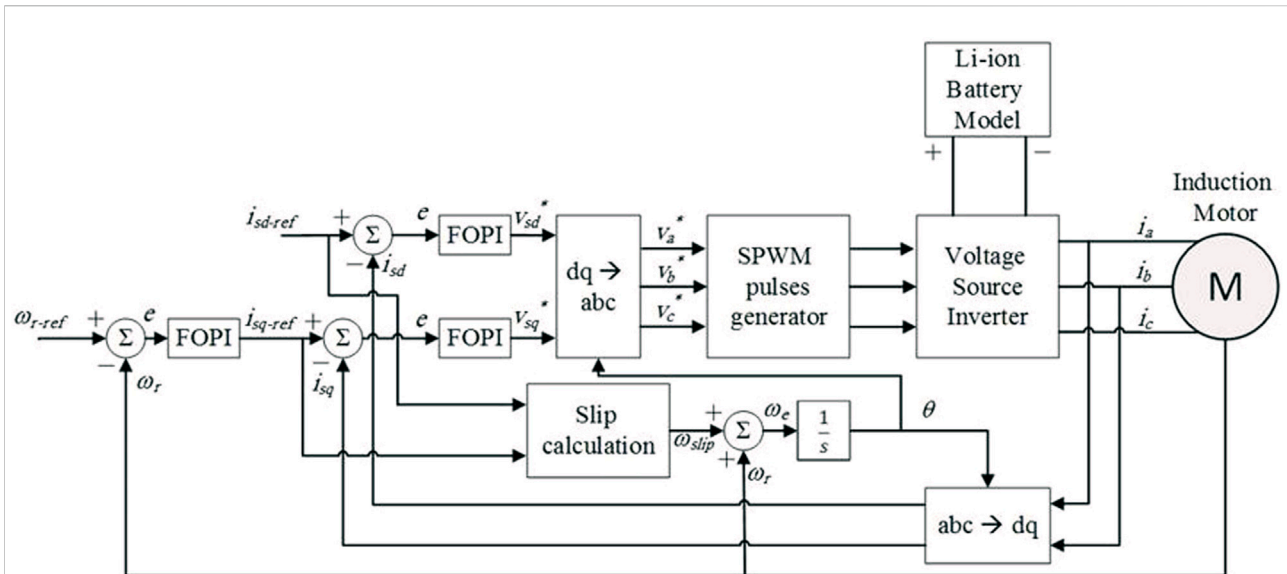 Li-ion
Battery
Model
+ −
Induction
Motor
i_sd-ref
+
Σ
−
i_sd
e
FOPI
v_sd*
dq →
abc
v_a*
v_b*
v_c*
SPWM
pulses
generator
Voltage
Source
Inverter
i_a
i_b
i_c
M
ω_r-ref
+
Σ
−
ω_r
e
FOPI
i_sq-ref
+
Σ
−
i_sq
e
FOPI
v_sq*
Slip
calculation
ω_slip
+
Σ
+
ω_r
ω_e
1
s
θ
abc → dq